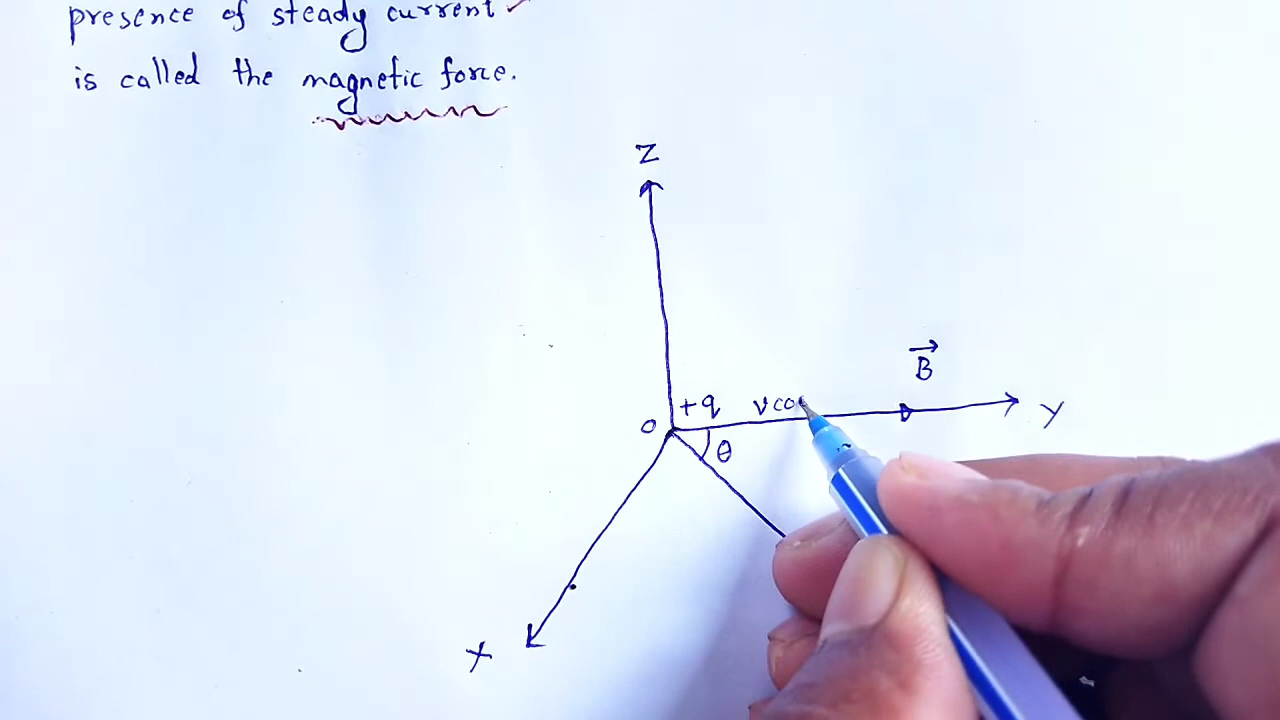 presence of steady current
is called the magnetic force.
Z
B
+q vco
Y
O
θ
X